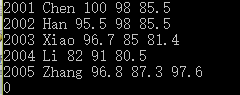 2001 Chen 100 98 85.5
2002 Han 95.5 98 85.5
2003 Xiao 96.7 85 81.4
2004 Li 82 91 80.5
2005 Zhang 96.8 87.3 97.6
0